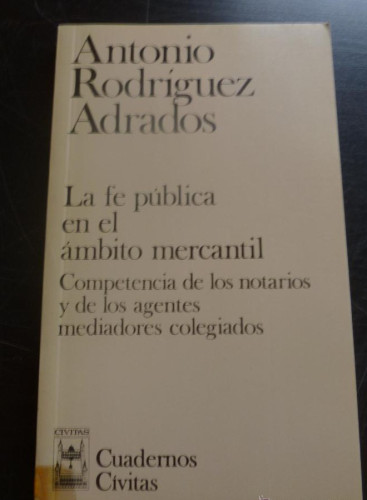 Antonio
Rodríguez
Adrados
La fe pública
en el
ámbito mercantil
Competencia de los notarios
y de los agentes
mediadores colegiados
CIVITAS
Cuadernos
Cívitas